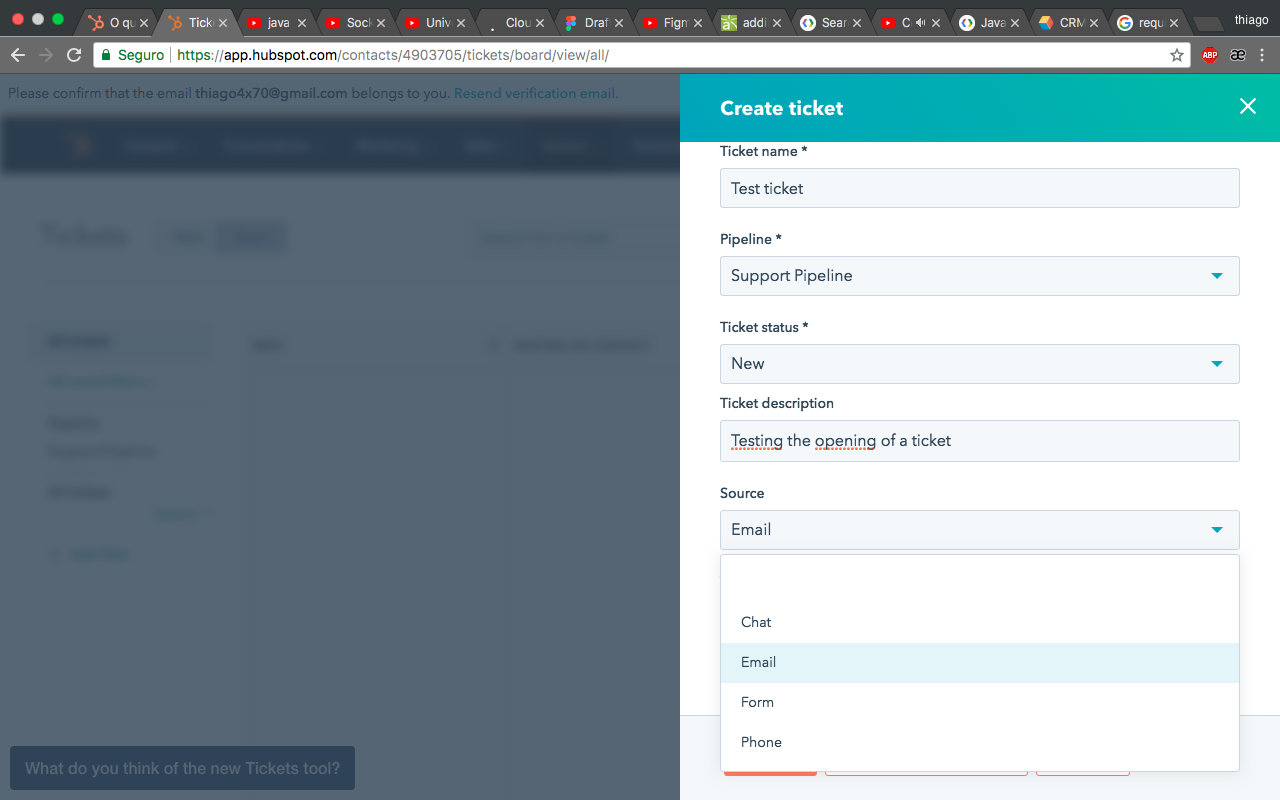 O qu
Ticke
java
Sock
Univ
Clou
Draf
Figm
addi
Sear
C
Java
CRM
requ
thiago
Seguro https://app.hubspot.com/contacts/4903705/tickets/board/view/all/
ABP
æ
Please confirm that the email thiago4x70@gmail.com belongs to you. Resend verification email.
Tickets
Create ticket
Ticket name *
Test ticket
Pipeline *
Support Pipeline
Ticket status *
New
Ticket description
Testing the opening of a ticket
Source
Email
Chat
Email
Form
Phone
What do you think of the new Tickets tool?